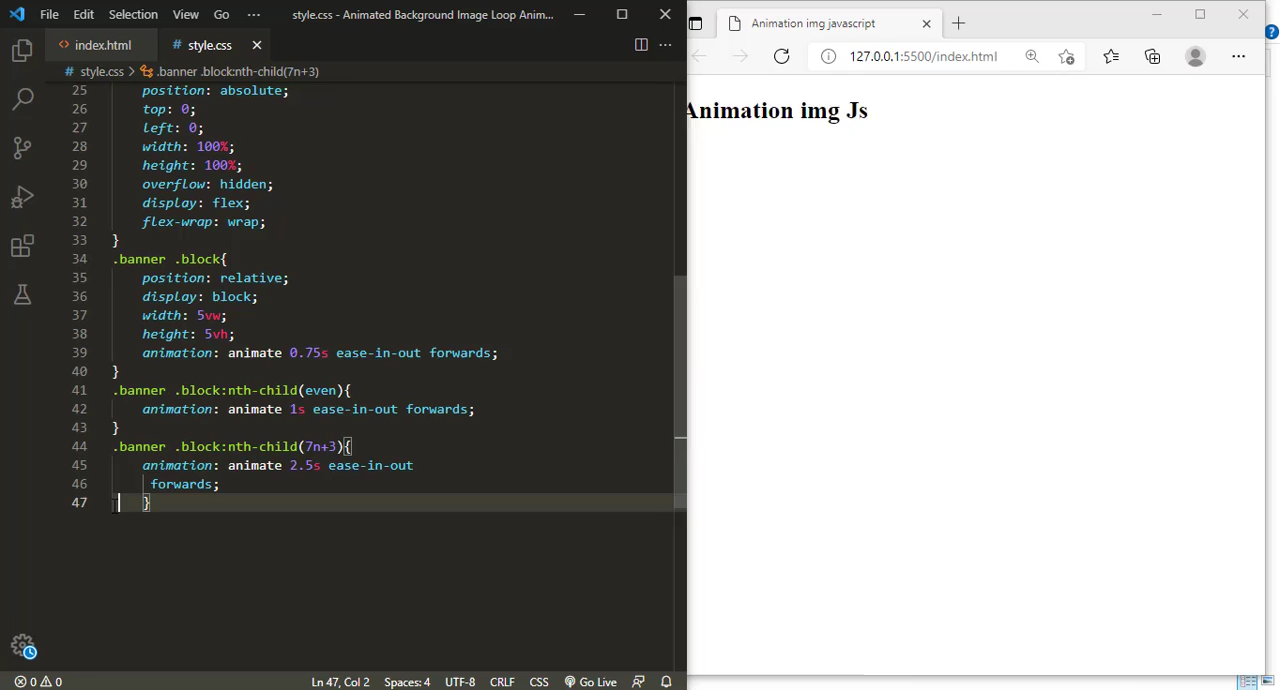 File Edit Selection View Go ··· style.css - Animated Background Image Loop Anim...
Animation img javascript
index.html style.css
127.0.0.1:5500/index.html
style.css > .banner .block:nth-child(7n+3)
25 position: absolute;
26 top: 0;
27 left: 0;
28 width: 100%;
29 height: 100%;
30 overflow: hidden;
31 display: flex;
32 flex-wrap: wrap;
33 }
34 .banner .block{
35 position: relative;
36 display: block;
37 width: 5vw;
38 height: 5vh;
39 animation: animate 0.75s ease-in-out forwards;
40 }
41 .banner .block:nth-child(even){
42 animation: animate 1s ease-in-out forwards;
43 }
44 .banner .block:nth-child(7n+3){
45 animation: animate 2.5s ease-in-out
46 forwards;
47 }
Animation img Js
0 0 Ln 47, Col 2 Spaces: 4 UTF-8 CRLF CSS Go Live